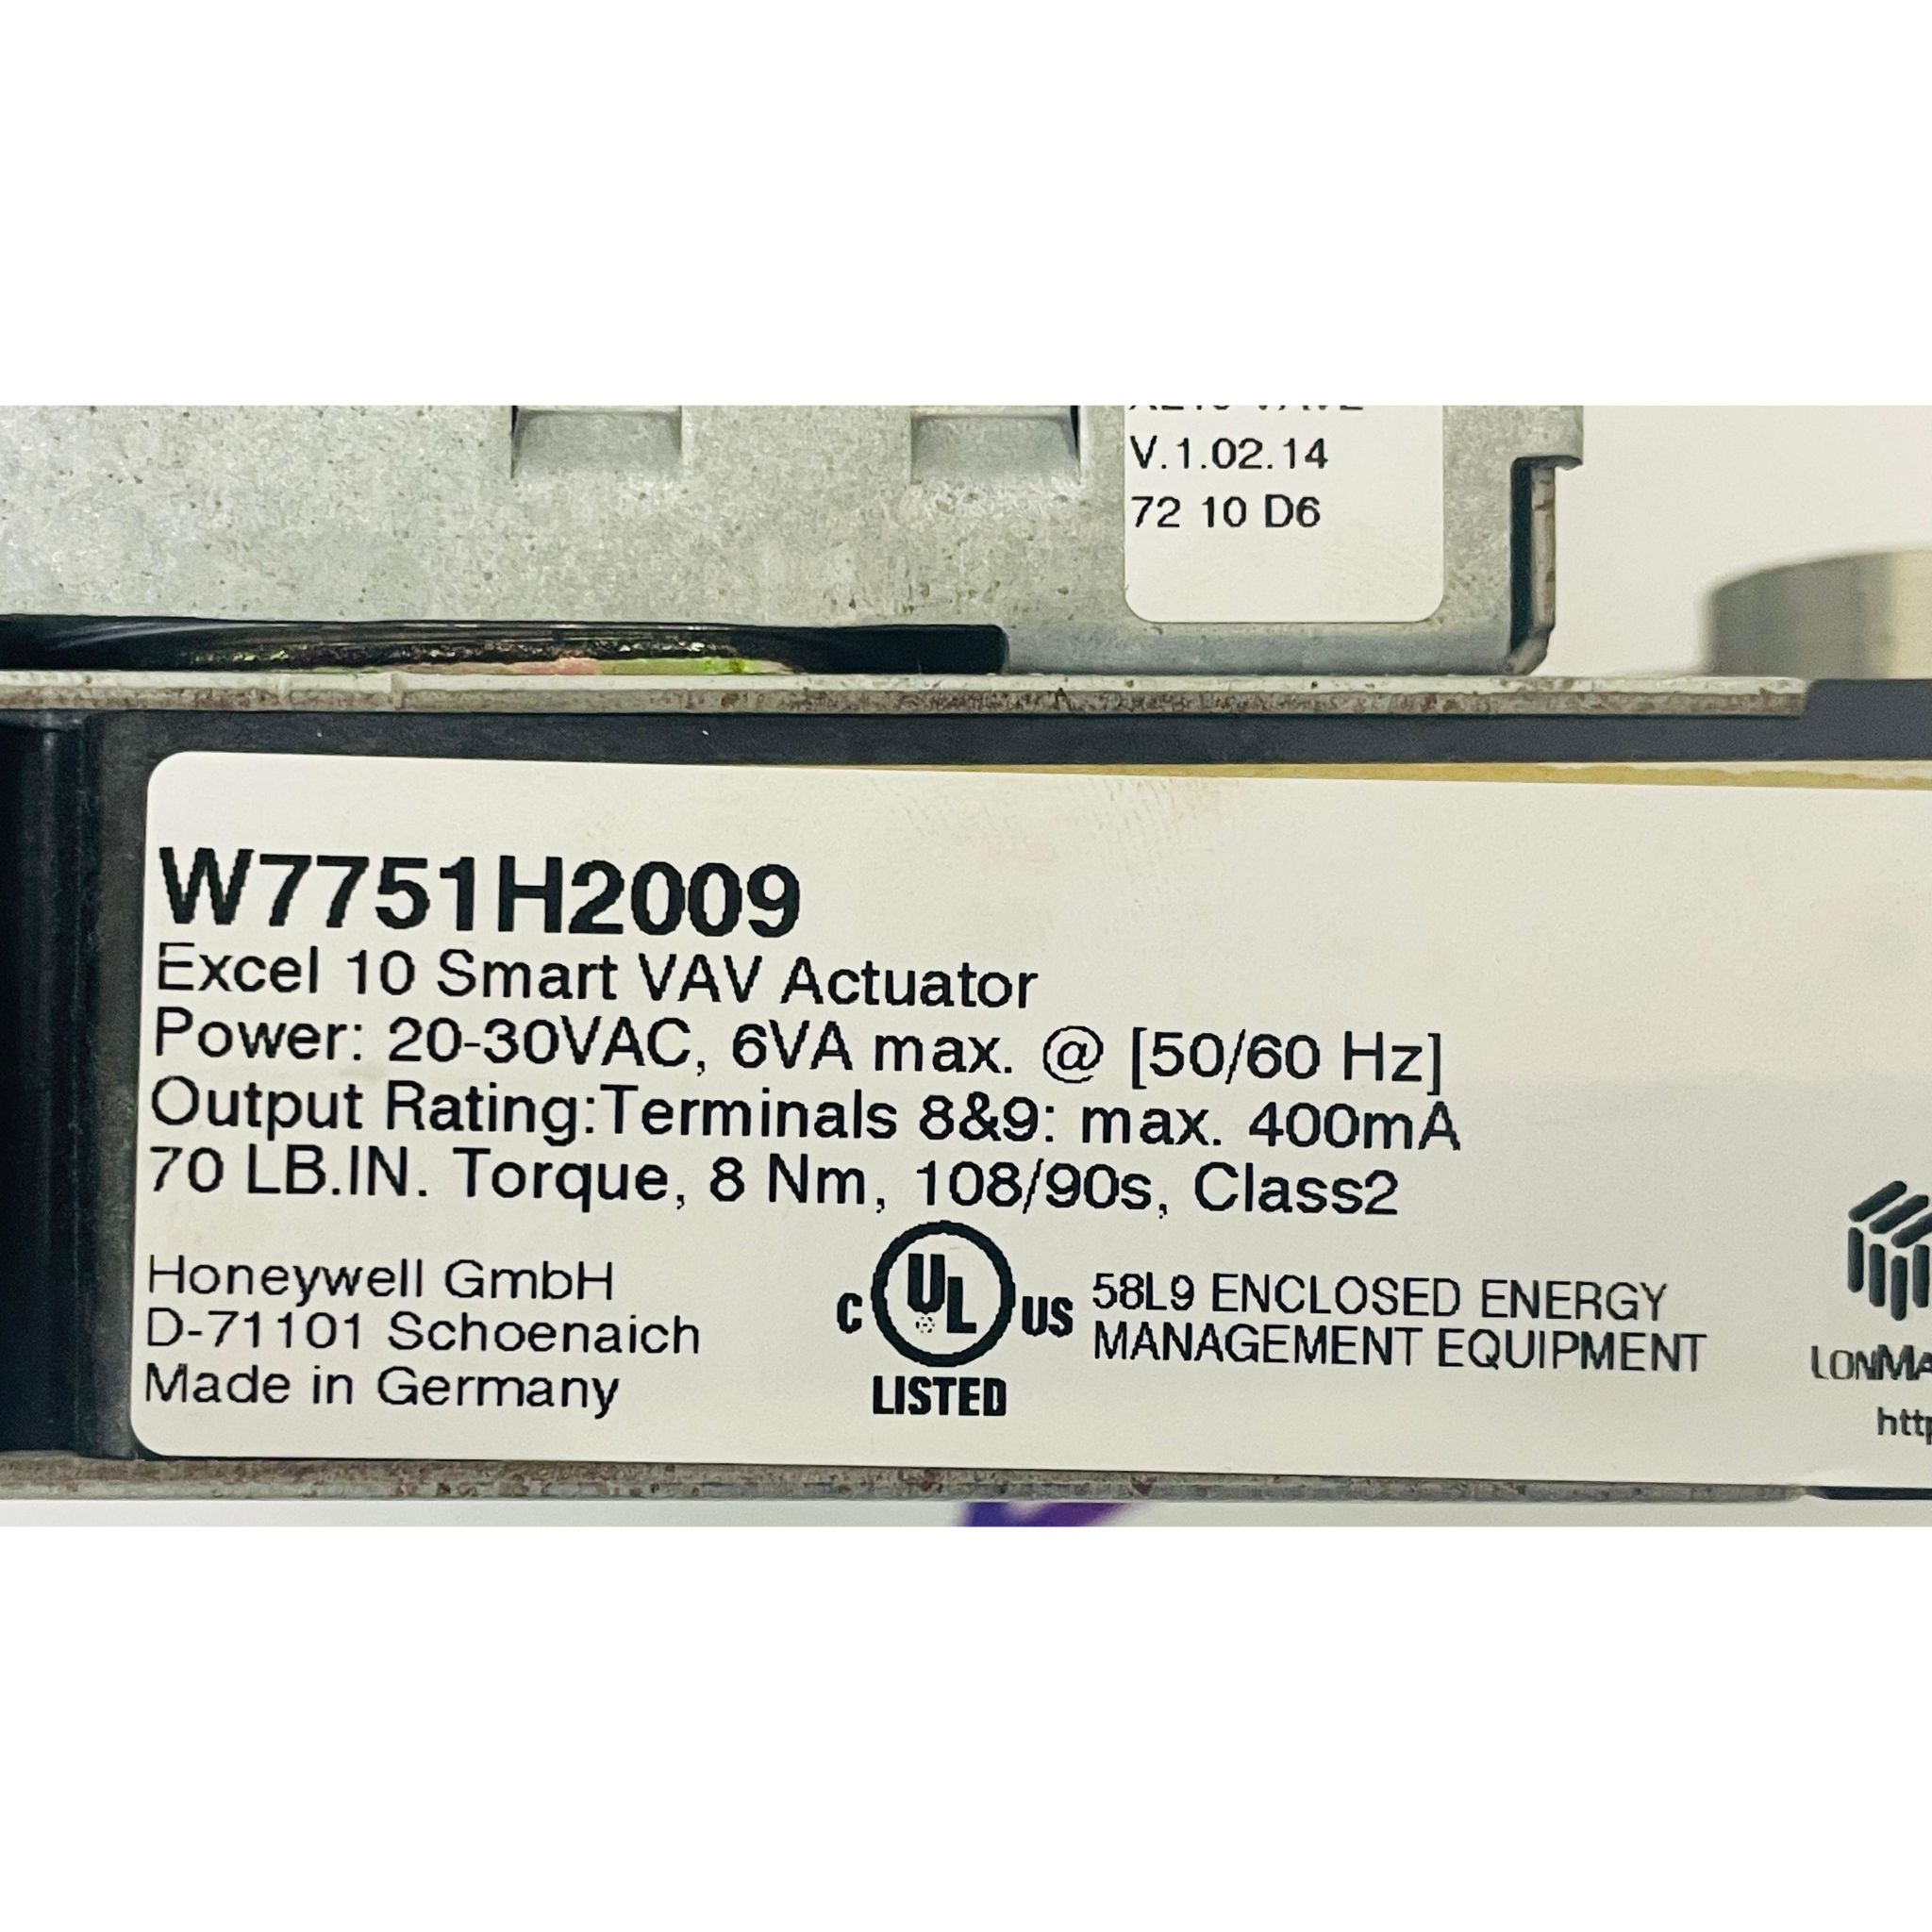 V.1.02.14
72 10 D6
W7751H2009
Excel 10 Smart VAV Actuator
Power: 20-30VAC, 6VA max. @ [50/60 Hz]
Output Rating:Terminals 8&9: max. 400mA
70 LB.IN. Torque, 8 Nm, 108/90s, Class2
Honeywell GmbH
D-71101 Schoenaich
Made in Germany
C UL US
LISTED
58L9 ENCLOSED ENERGY
MANAGEMENT EQUIPMENT